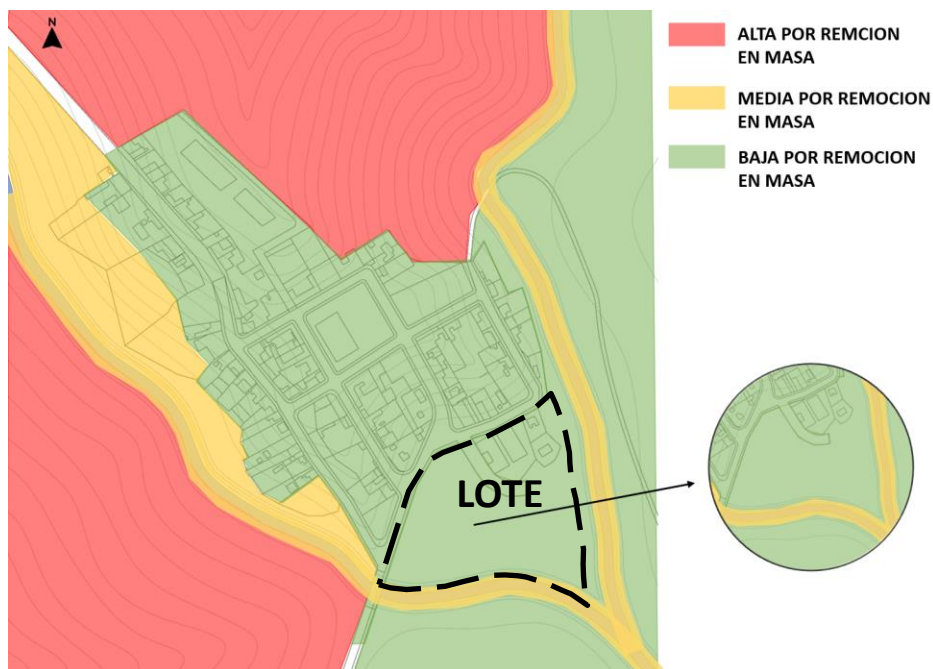 N
ALTA POR REMCION
EN MASA
MEDIA POR REMOCION
EN MASA
BAJA POR REMOCION
EN MASA
LOTE